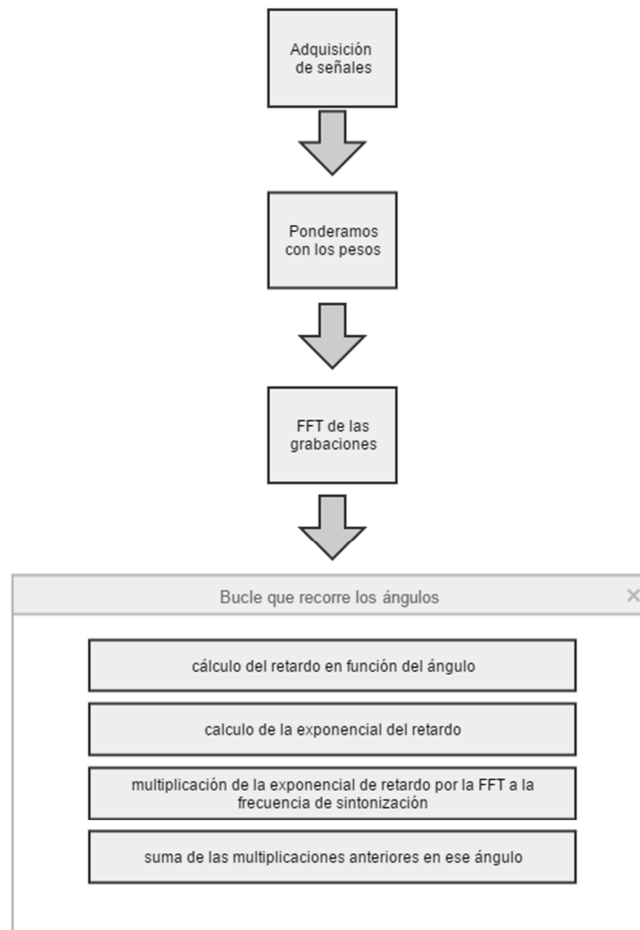 Adquisición
de señales
Ponderamos
con los pesos
FFT de las
grabaciones
Bucle que recorre los ángulos
cálculo del retardo en función del ángulo
calculo de la exponencial del retardo
multiplicación de la exponencial de retardo por la FFT a la
frecuencia de sintonización
suma de las multiplicaciones anteriores en ese ángulo